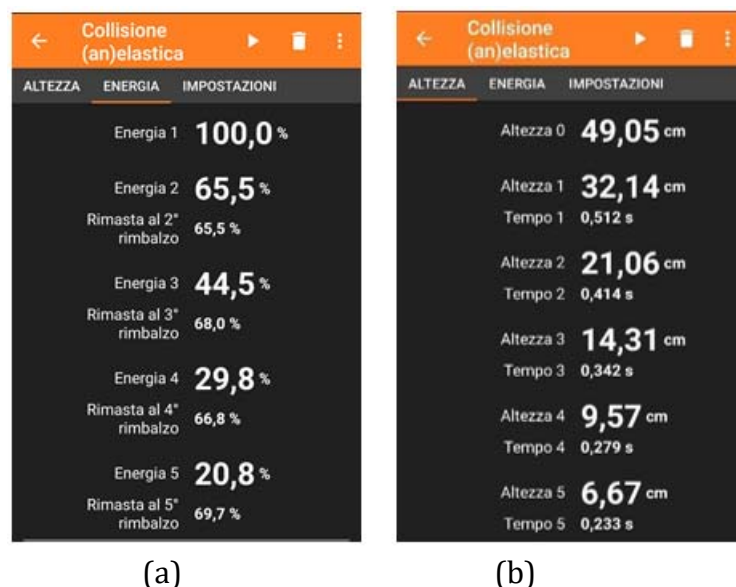 Collisione
(an)elastica
ALTEZZA ENERGIA IMPOSTAZIONI
Energia 1 100,0 %
Energia 2 65,5 %
Rimasta al 2°
rimbalzo 65,5 %
Energia 3 44,5 %
Rimasta al 3°
rimbalzo 68,0 %
Energia 4 29,8 %
Rimasta al 4°
rimbalzo 66,8 %
Energia 5 20,8 %
Rimasta al 5°
rimbalzo 69,7 %
(a)
Collisione
(an)elastica
ALTEZZA ENERGIA IMPOSTAZIONI
Altezza 0 49,05 cm
Altezza 1 32,14 cm
Tempo 1 0,512 s
Altezza 2 21,06 cm
Tempo 2 0,414 s
Altezza 3 14,31 cm
Tempo 3 0,342 s
Altezza 4 9,57 cm
Tempo 4 0,279 s
Altezza 5 6,67 cm
Tempo 5 0,233 s
(b)